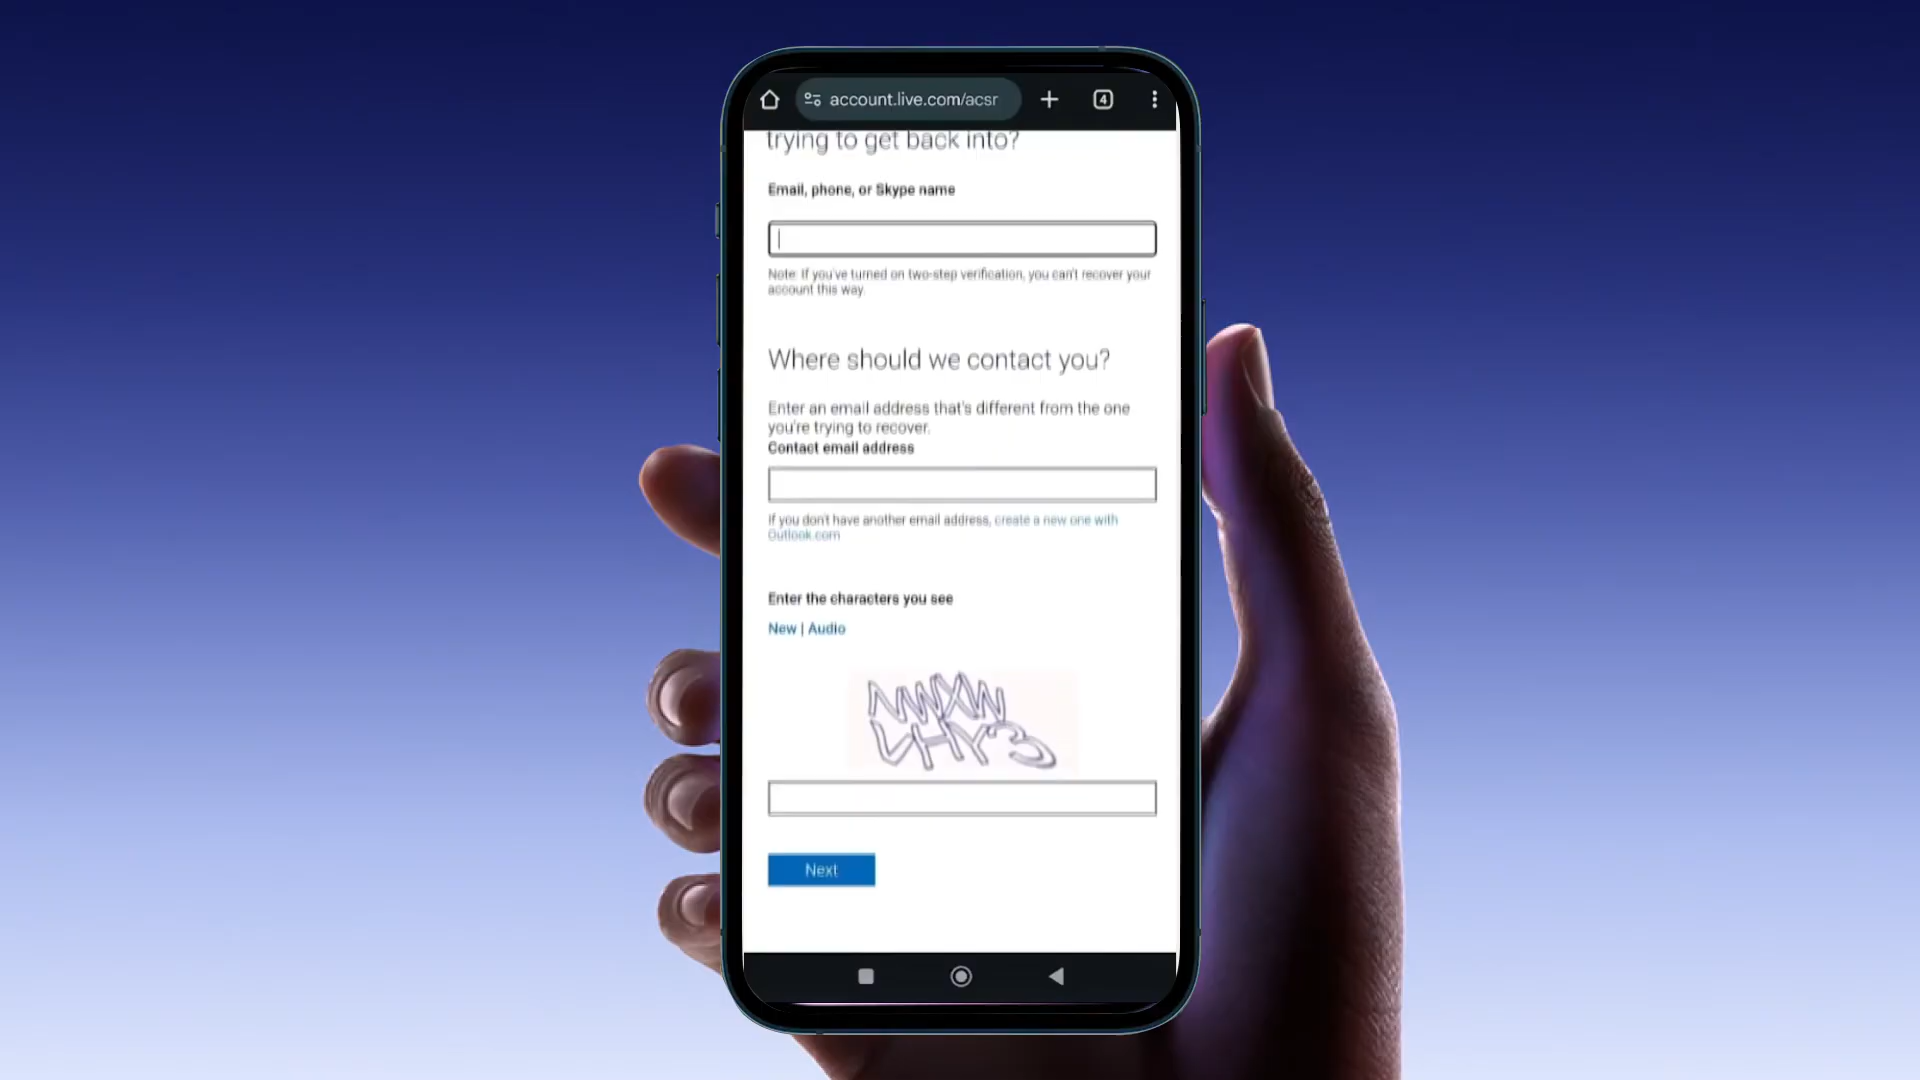 account.live.com/acsr
4
trying to get back into?
Email, phone, or Skype name
Note: If you've turned on two-step verification, you can't recover your
account this way.
Where should we contact you?
Enter an email address that's different from the one
you're trying to recover.
Contact email address
If you don't have another email address, create a new one with
Outlook.com
Enter the characters you see
New | Audio
Next